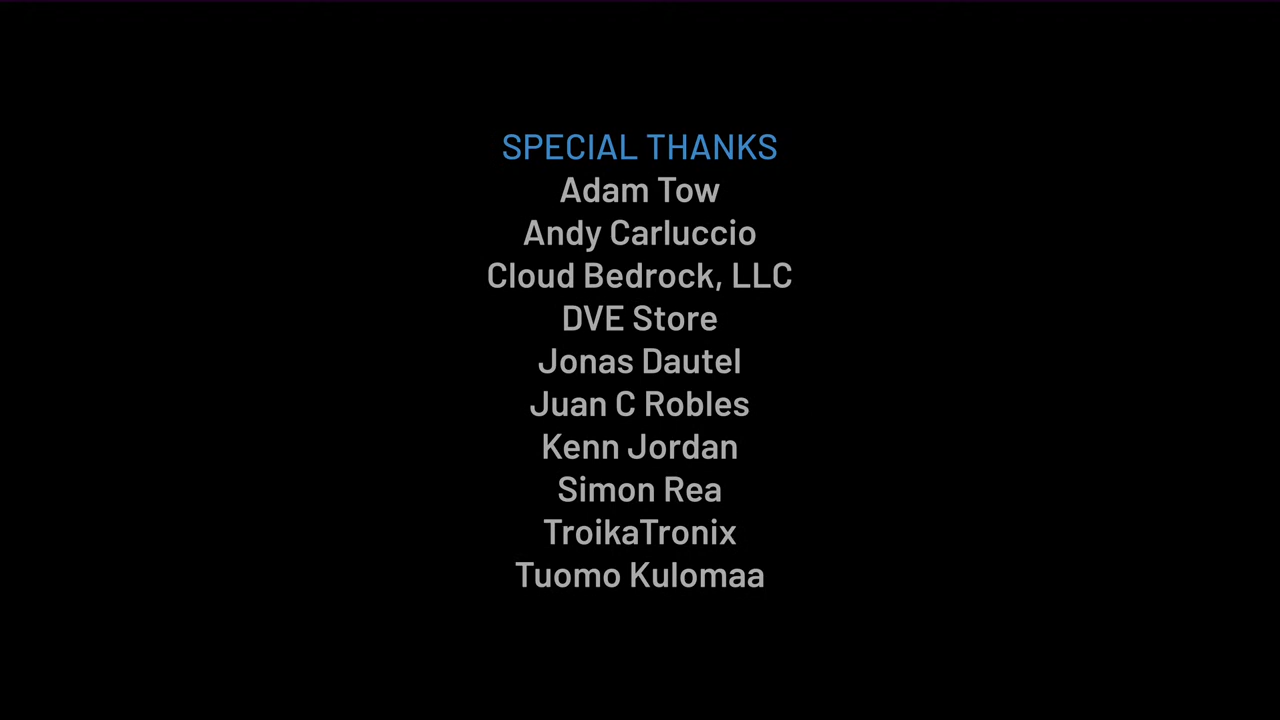 SPECIAL THANKS
Adam Tow
Andy Carluccio
Cloud Bedrock, LLC
DVE Store
Jonas Dautel
Juan C Robles
Kenn Jordan
Simon Rea
TroikaTronix
Tuomo Kulomaa